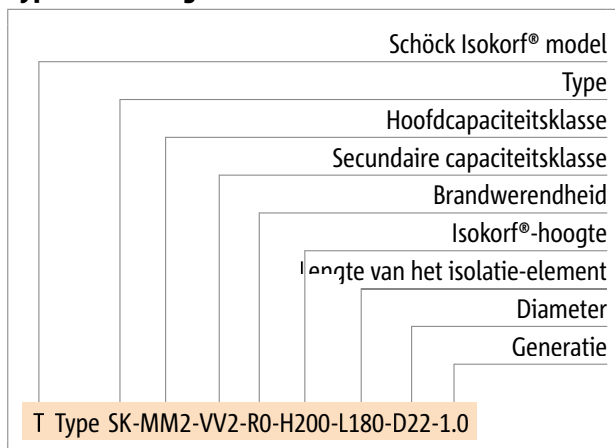 Schöck Isokorf® model
Type
Hoofdcapaciteitsklasse
Secundaire capaciteitsklasse
Brandwerendheid
Isokorf®-hoogte
Lengte van het isolatie-element
Diameter
Generatie
T Type SK-MM2-VV2-R0-H200-L180-D22-1.0